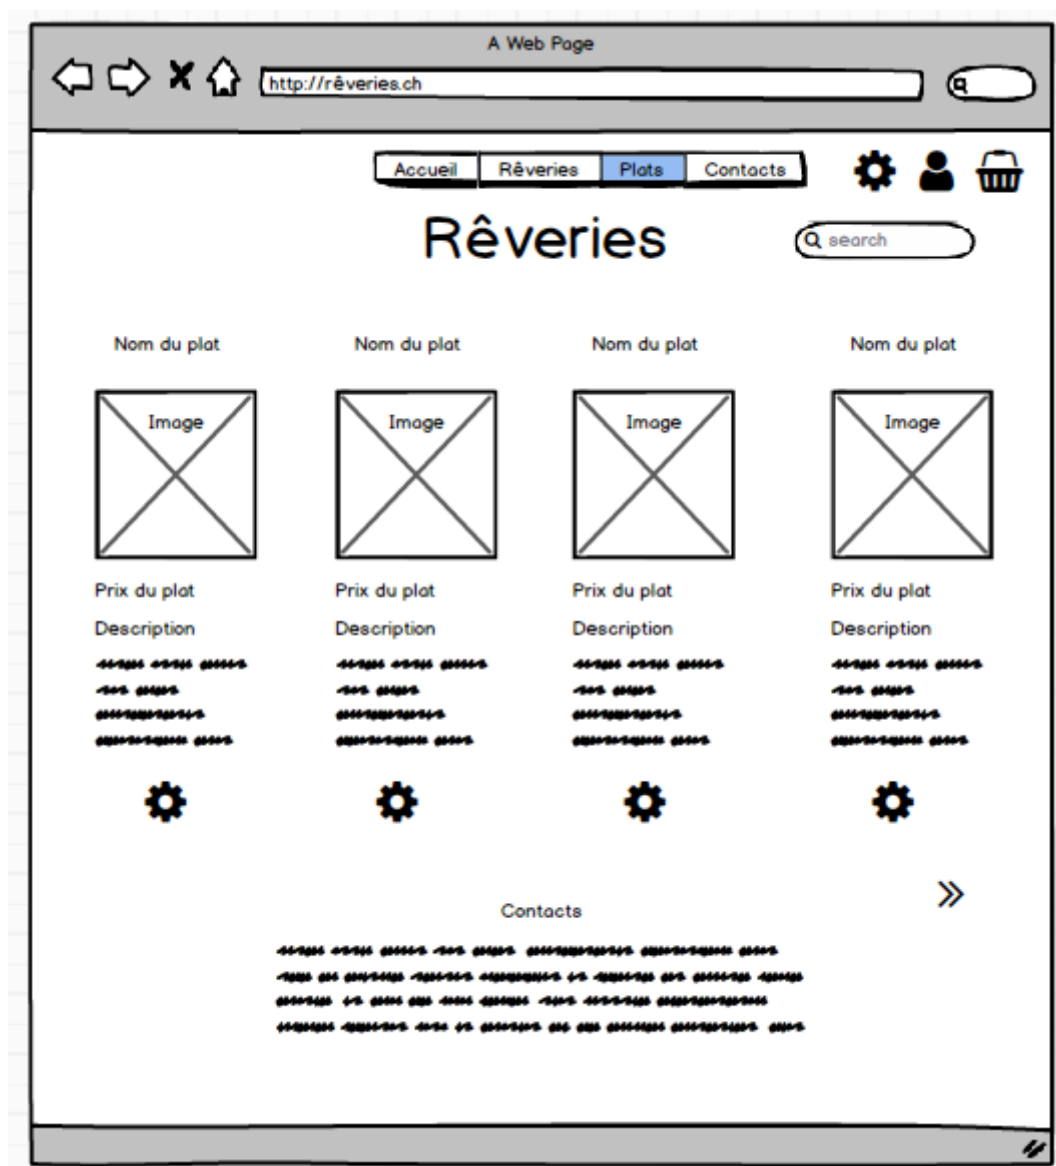 A Web Page
http://rêveries.ch
Accueil Rêveries Plats Contacts
Rêveries
search
Nom du plat Nom du plat Nom du plat Nom du plat
Image Image Image Image
Prix du plat Prix du plat Prix du plat Prix du plat
Description Description Description Description
Contacts